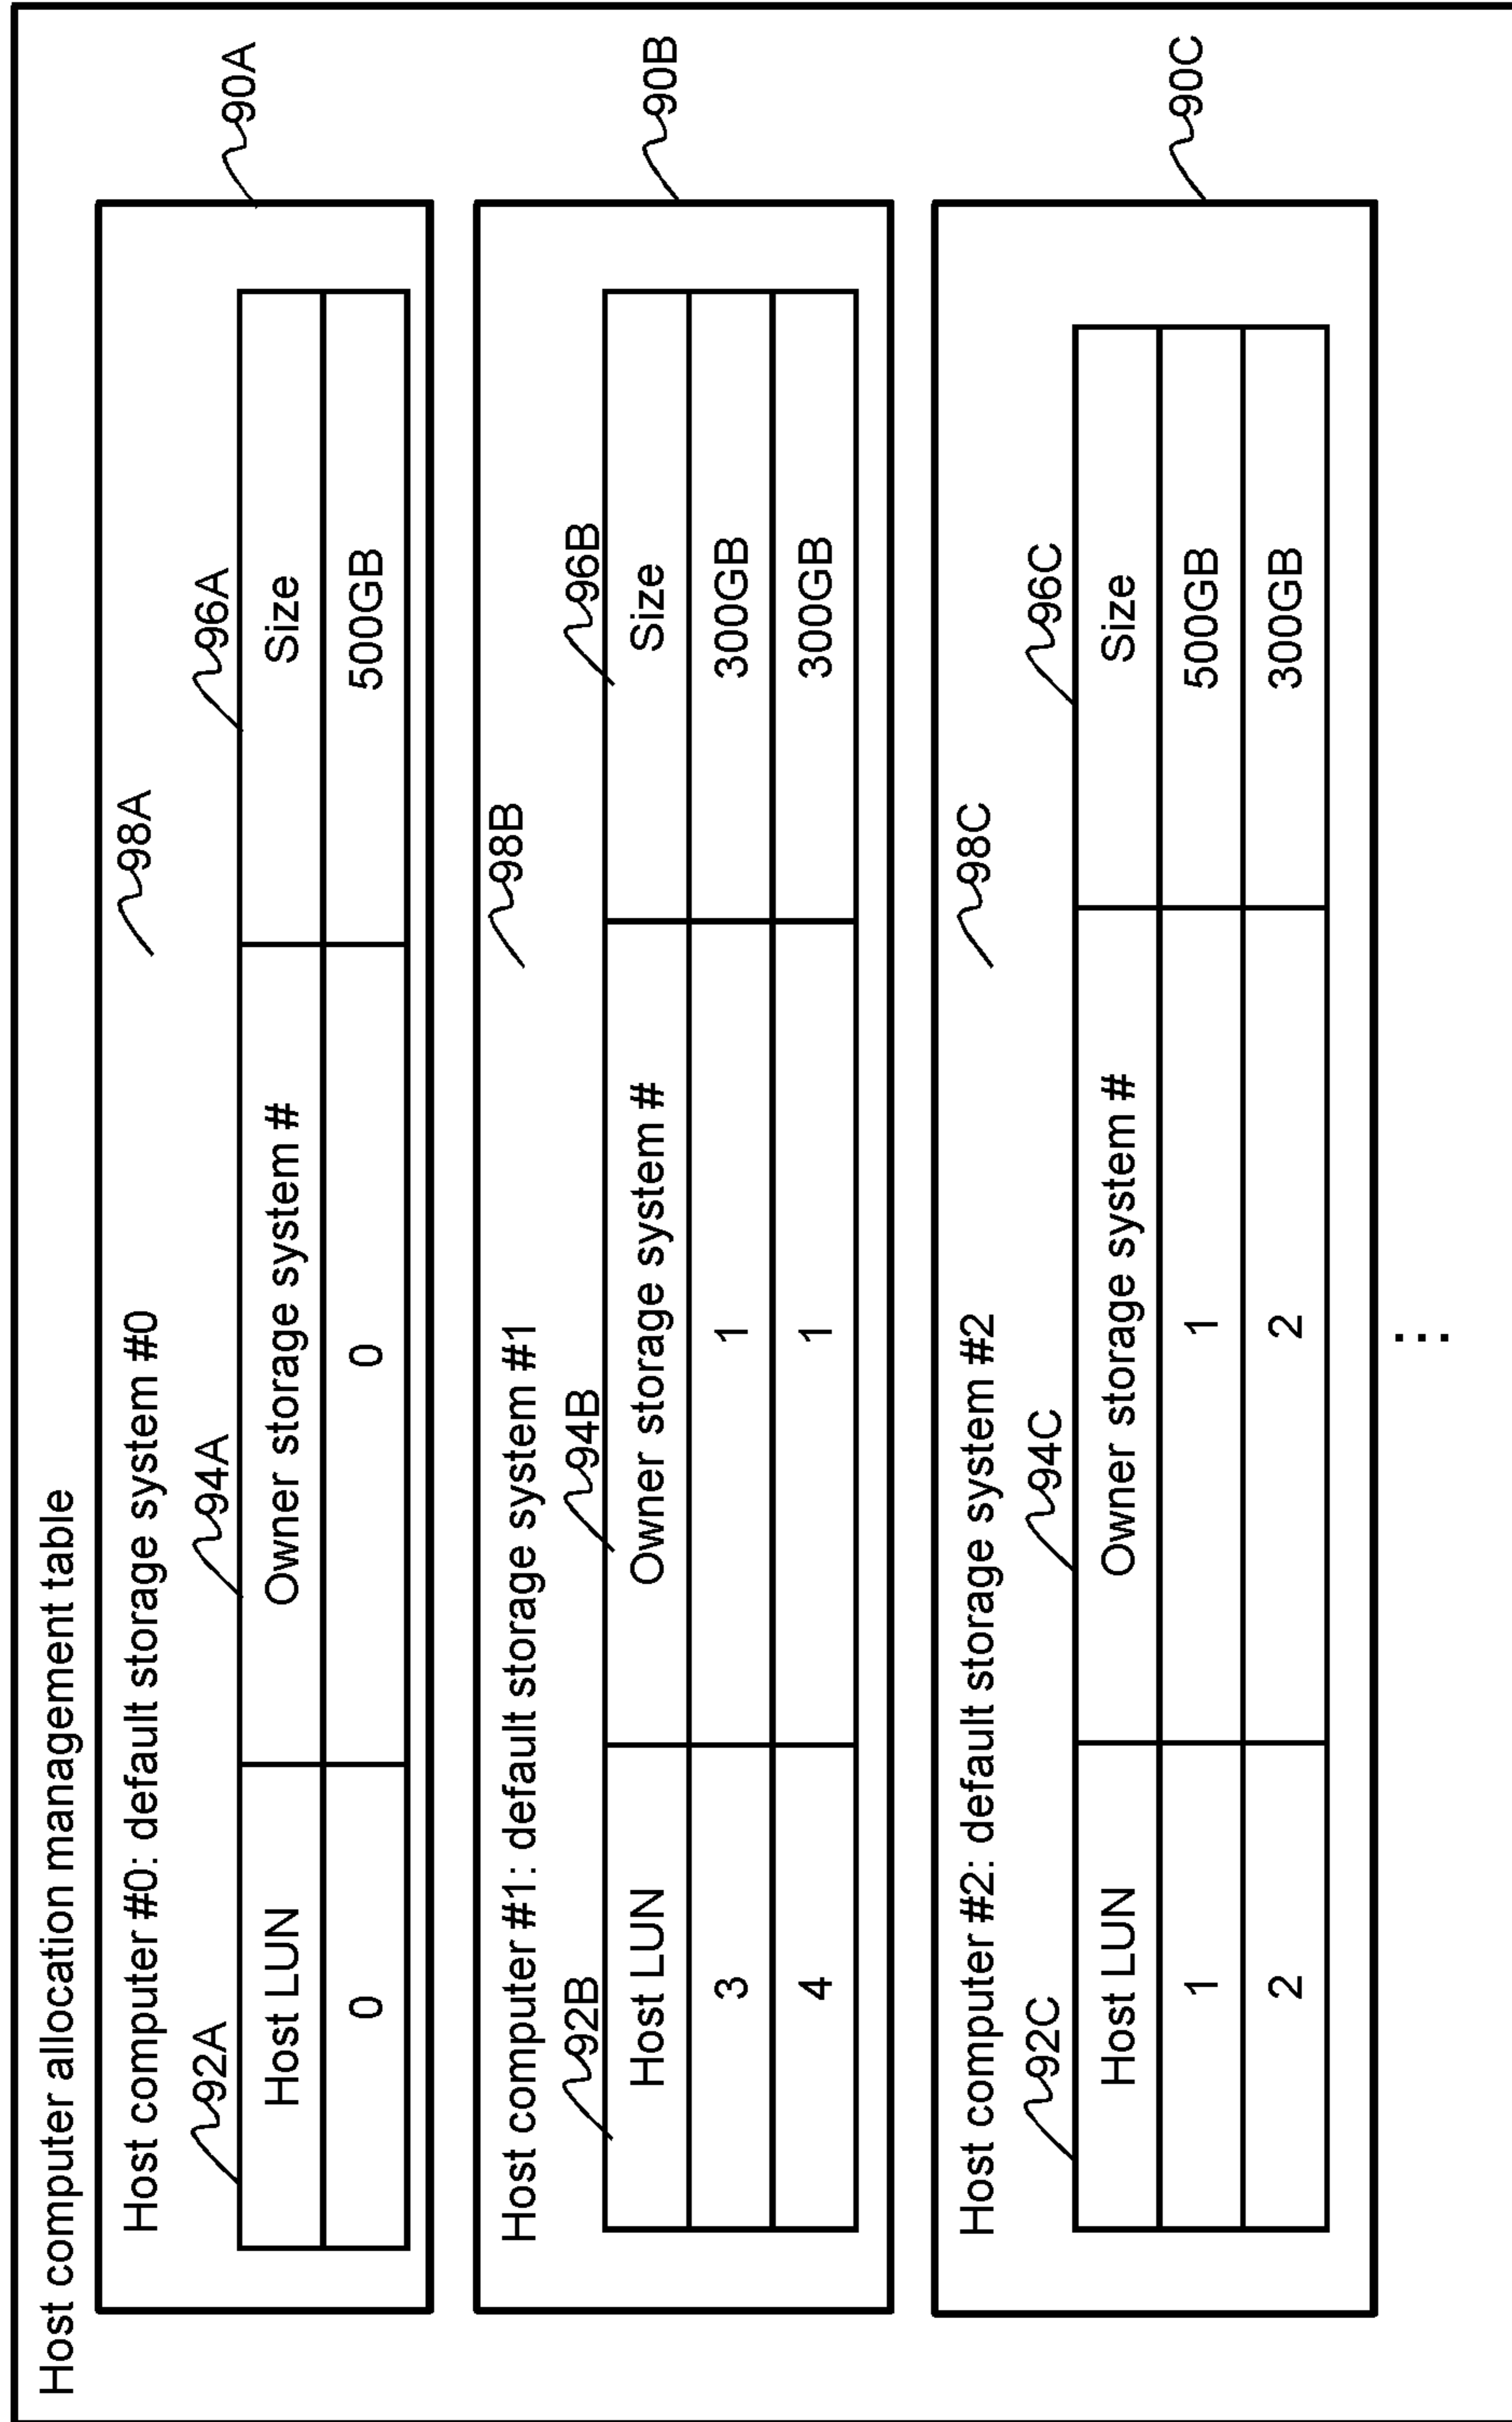 Host computer allocation management table
90A
Host computer #0: default storage system #0
98A
92A 94A 96A
Host LUN Owner storage system # Size
0 0 500GB
90B
Host computer #1: default storage system #1
98B
92B 94B 96B
Host LUN Owner storage system # Size
3 1 300GB
4 1 300GB
90C
Host computer #2: default storage system #2
98C
92C 94C 96C
Host LUN Owner storage system # Size
1 1 500GB
2 2 300GB
...